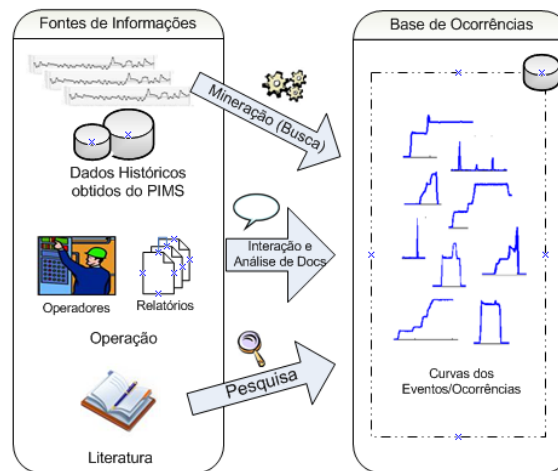 Fontes de Informações
Base de Ocorrências
Mineração (Busca)
Dados Históricos
obtidos do PIMS
Interação e
Análise de Docs
Operadores
Relatórios
Operação
Pesquisa
Curvas dos
Eventos/Ocorrências
Literatura